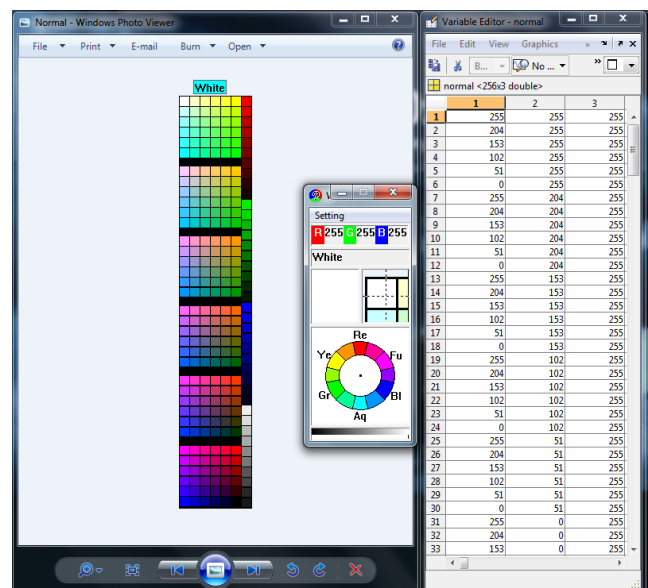 Normal - Windows Photo Viewer
File Print E-mail Burn Open
White
Setting
R 255 G 255 B 255
White
Re
Ye Fu
Gr Bl
Aq
Variable Editor - normal
File Edit View Graphics »
B... No ... »
normal <256x3 double>
1 2 3
1 255 255 255
2 204 255 255
3 153 255 255
4 102 255 255
5 51 255 255
6 0 255 255
7 255 204 255
8 204 204 255
9 153 204 255
10 102 204 255
11 51 204 255
12 0 204 255
13 255 153 255
14 204 153 255
15 153 153 255
16 102 153 255
17 51 153 255
18 0 153 255
19 255 102 255
20 204 102 255
21 153 102 255
22 102 102 255
23 51 102 255
24 0 102 255
25 255 51 255
26 204 51 255
27 153 51 255
28 102 51 255
29 51 51 255
30 0 51 255
31 255 0 255
32 204 0 255
33 153 0 255